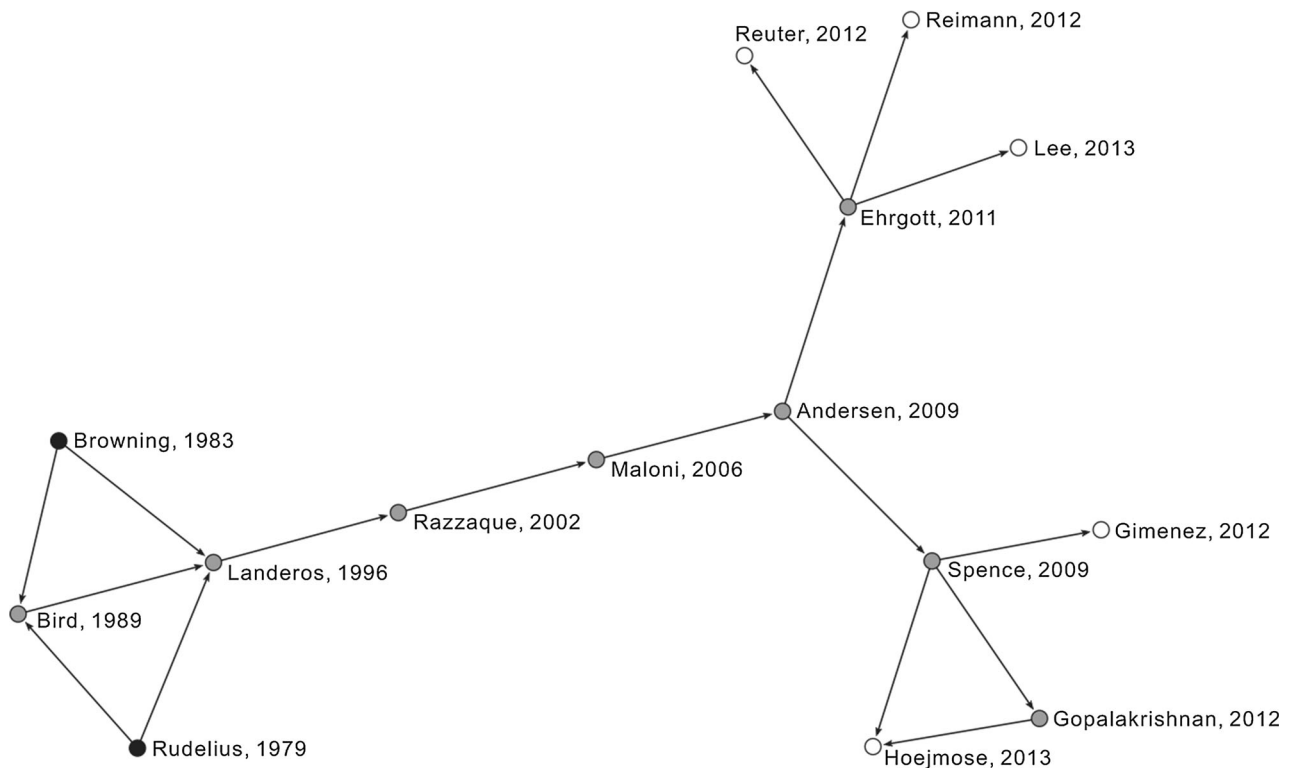 Reimann, 2012
Reuter, 2012
Lee, 2013
Ehrgott, 2011
Andersen, 2009
Browning, 1983
Maloni, 2006
Razzaque, 2002
Gimenez, 2012
Spence, 2009
Landeros, 1996
Bird, 1989
Gopalakrishnan, 2012
Rudelius, 1979
Hoejmose, 2013